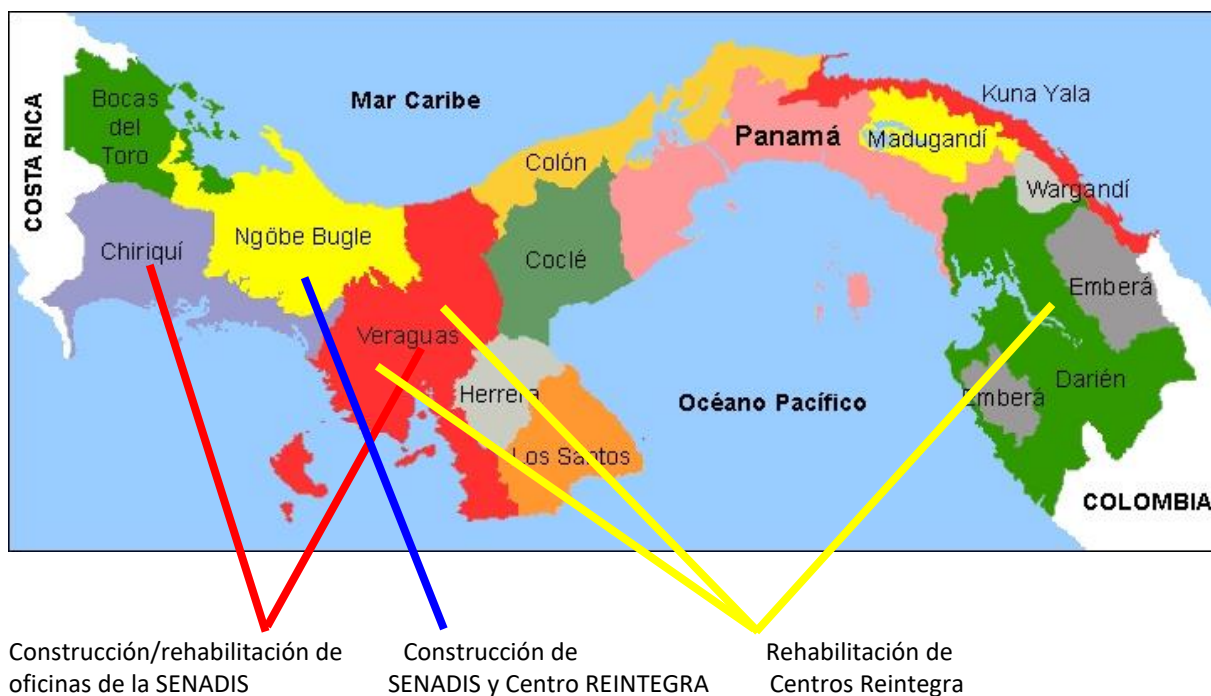 COSTA RICA
Bocas
del
Toro
Mar Caribe
Kuna Yala
Panamá
Madugandí
Colón
Wargandí
Chiriquí
Ngöbe Bugle
Coclé
Emberá
Veraguas
Herrera
Océano Pacífico
Emberá
Darién
Los Santos
COLOMBIA
Construcción/rehabilitación de
oficinas de la SENADIS
Construcción de
SENADIS y Centro REINTEGRA
Rehabilitación de
Centros Reintegra